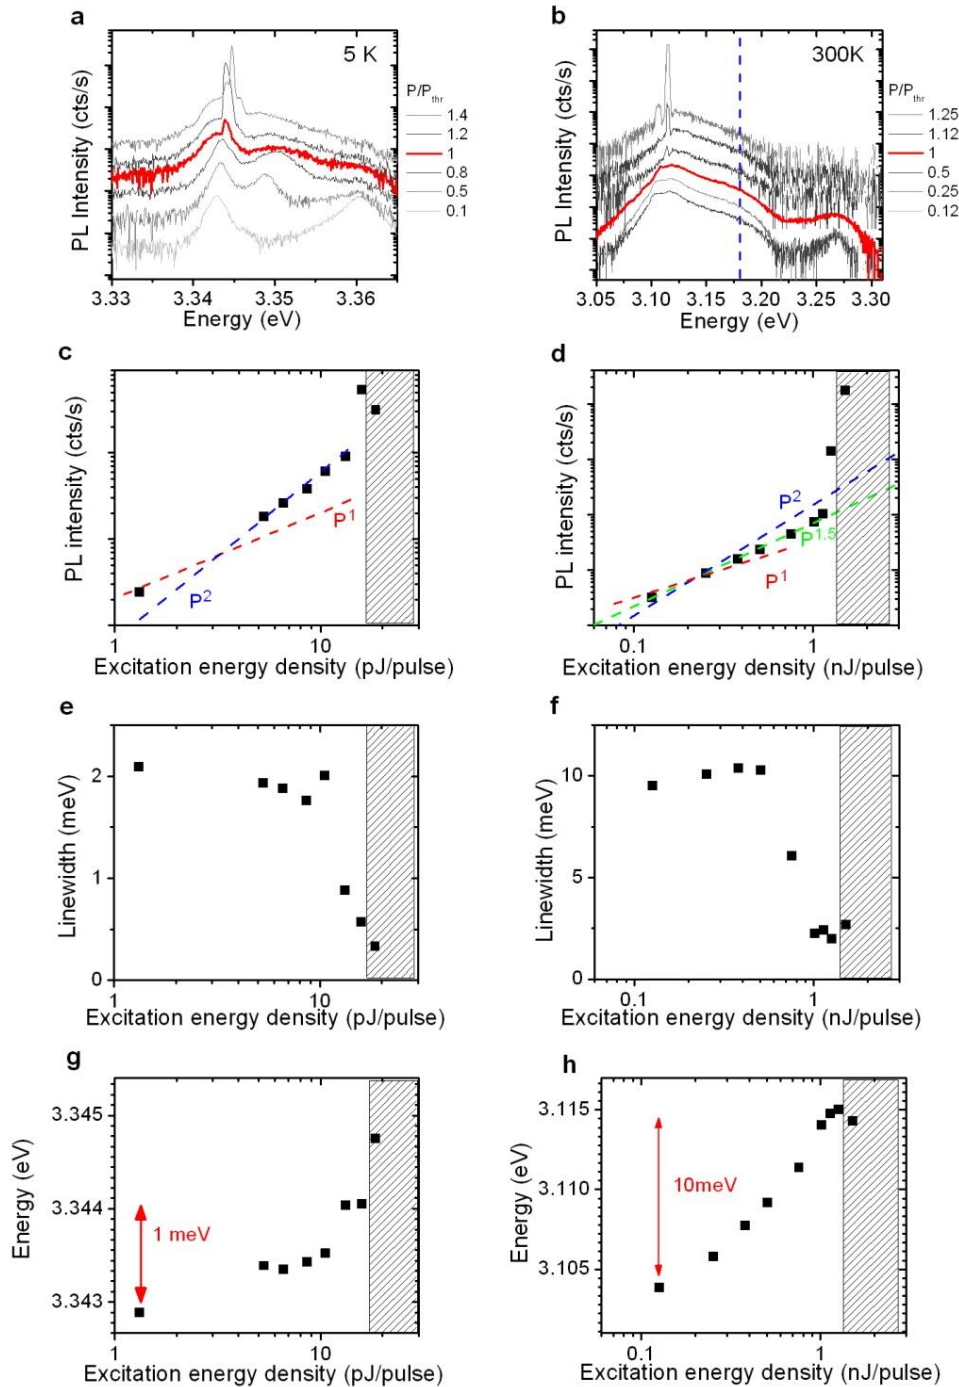 a
5 K
PL Intensity (cts/s)
P/Pthr
1.4
1.2
1
0.8
0.5
0.1
3.33 3.34 3.35 3.36
Energy (eV)
b
300K
PL Intensity (cts/s)
P/Pthr
1.25
1.12
1
0.5
0.25
0.12
3.05 3.10 3.15 3.20 3.25 3.30
Energy (eV)
c
PL intensity (cts/s)
P1
P2
1 10
Excitation energy density (pJ/pulse)
d
PL intensity (cts/s)
P2
P1.5
P1
0.1 1
Excitation energy density (nJ/pulse)
e
Linewidth (meV)
2
1
0
1 10
Excitation energy density (pJ/pulse)
f
Linewidth (meV)
10
5
0
0.1 1
Excitation energy density (nJ/pulse)
g
Energy (eV)
3.345
3.344
3.343
1 meV
1 10
Excitation energy density (pJ/pulse)
h
Energy (eV)
3.115
3.110
3.105
10meV
0.1 1
Excitation energy density (nJ/pulse)